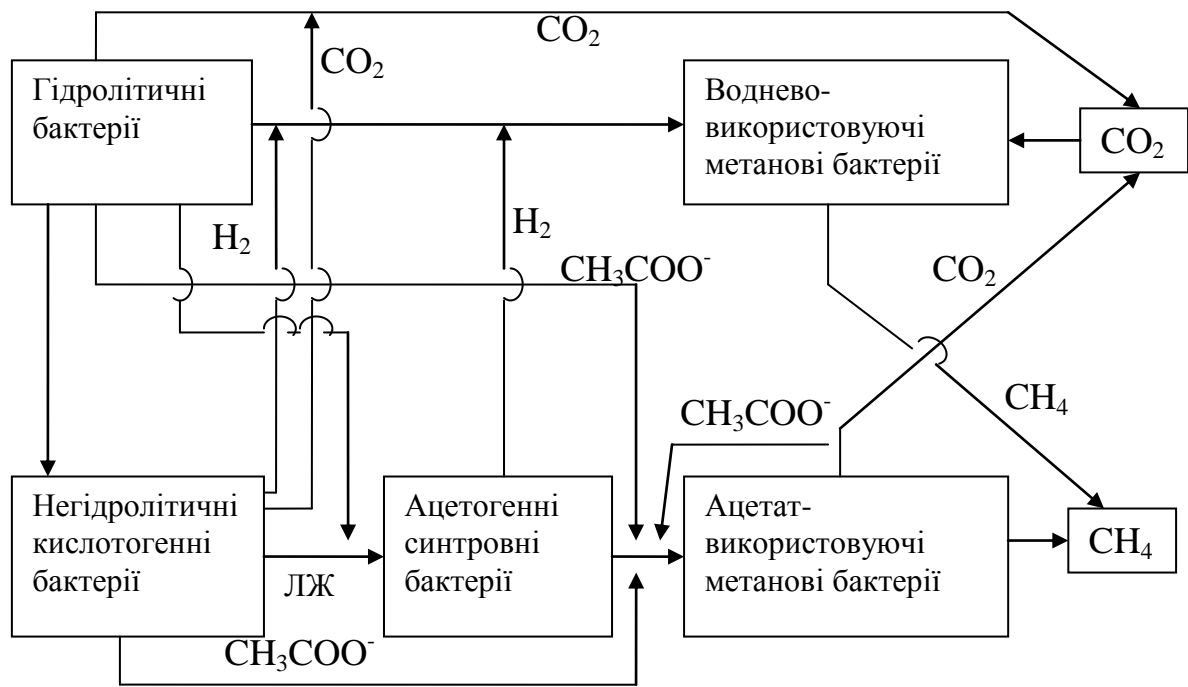 CO₂
CO₂
Гідролітичні
бактерії
Воднево-
використовуючі
метанові бактерії
CO₂
H₂
H₂
CH₃COO⁻
CO₂
CH₃COO⁻
CH₄
Негідролітичні
кислотогенні
бактерії
ЛЖ
Ацетогенні
синтровні
бактерії
Ацетат-
використовуючі
метанові бактерії
CH₄
CH₃COO⁻